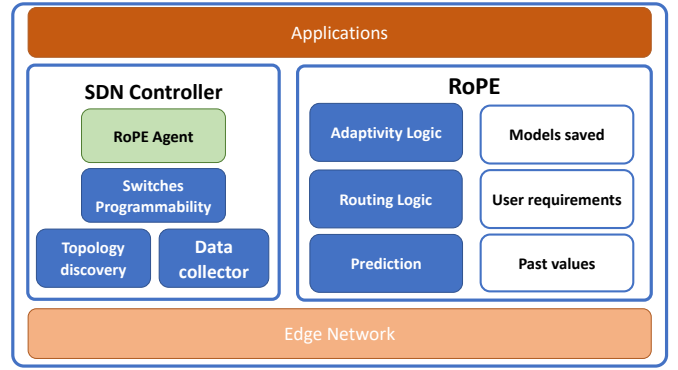 Applications
SDN Controller
RoPE Agent
Switches
Programmability
Topology
discovery
Data
collector
RoPE
Adaptivity Logic
Models saved
Routing Logic
User requirements
Prediction
Past values
Edge Network